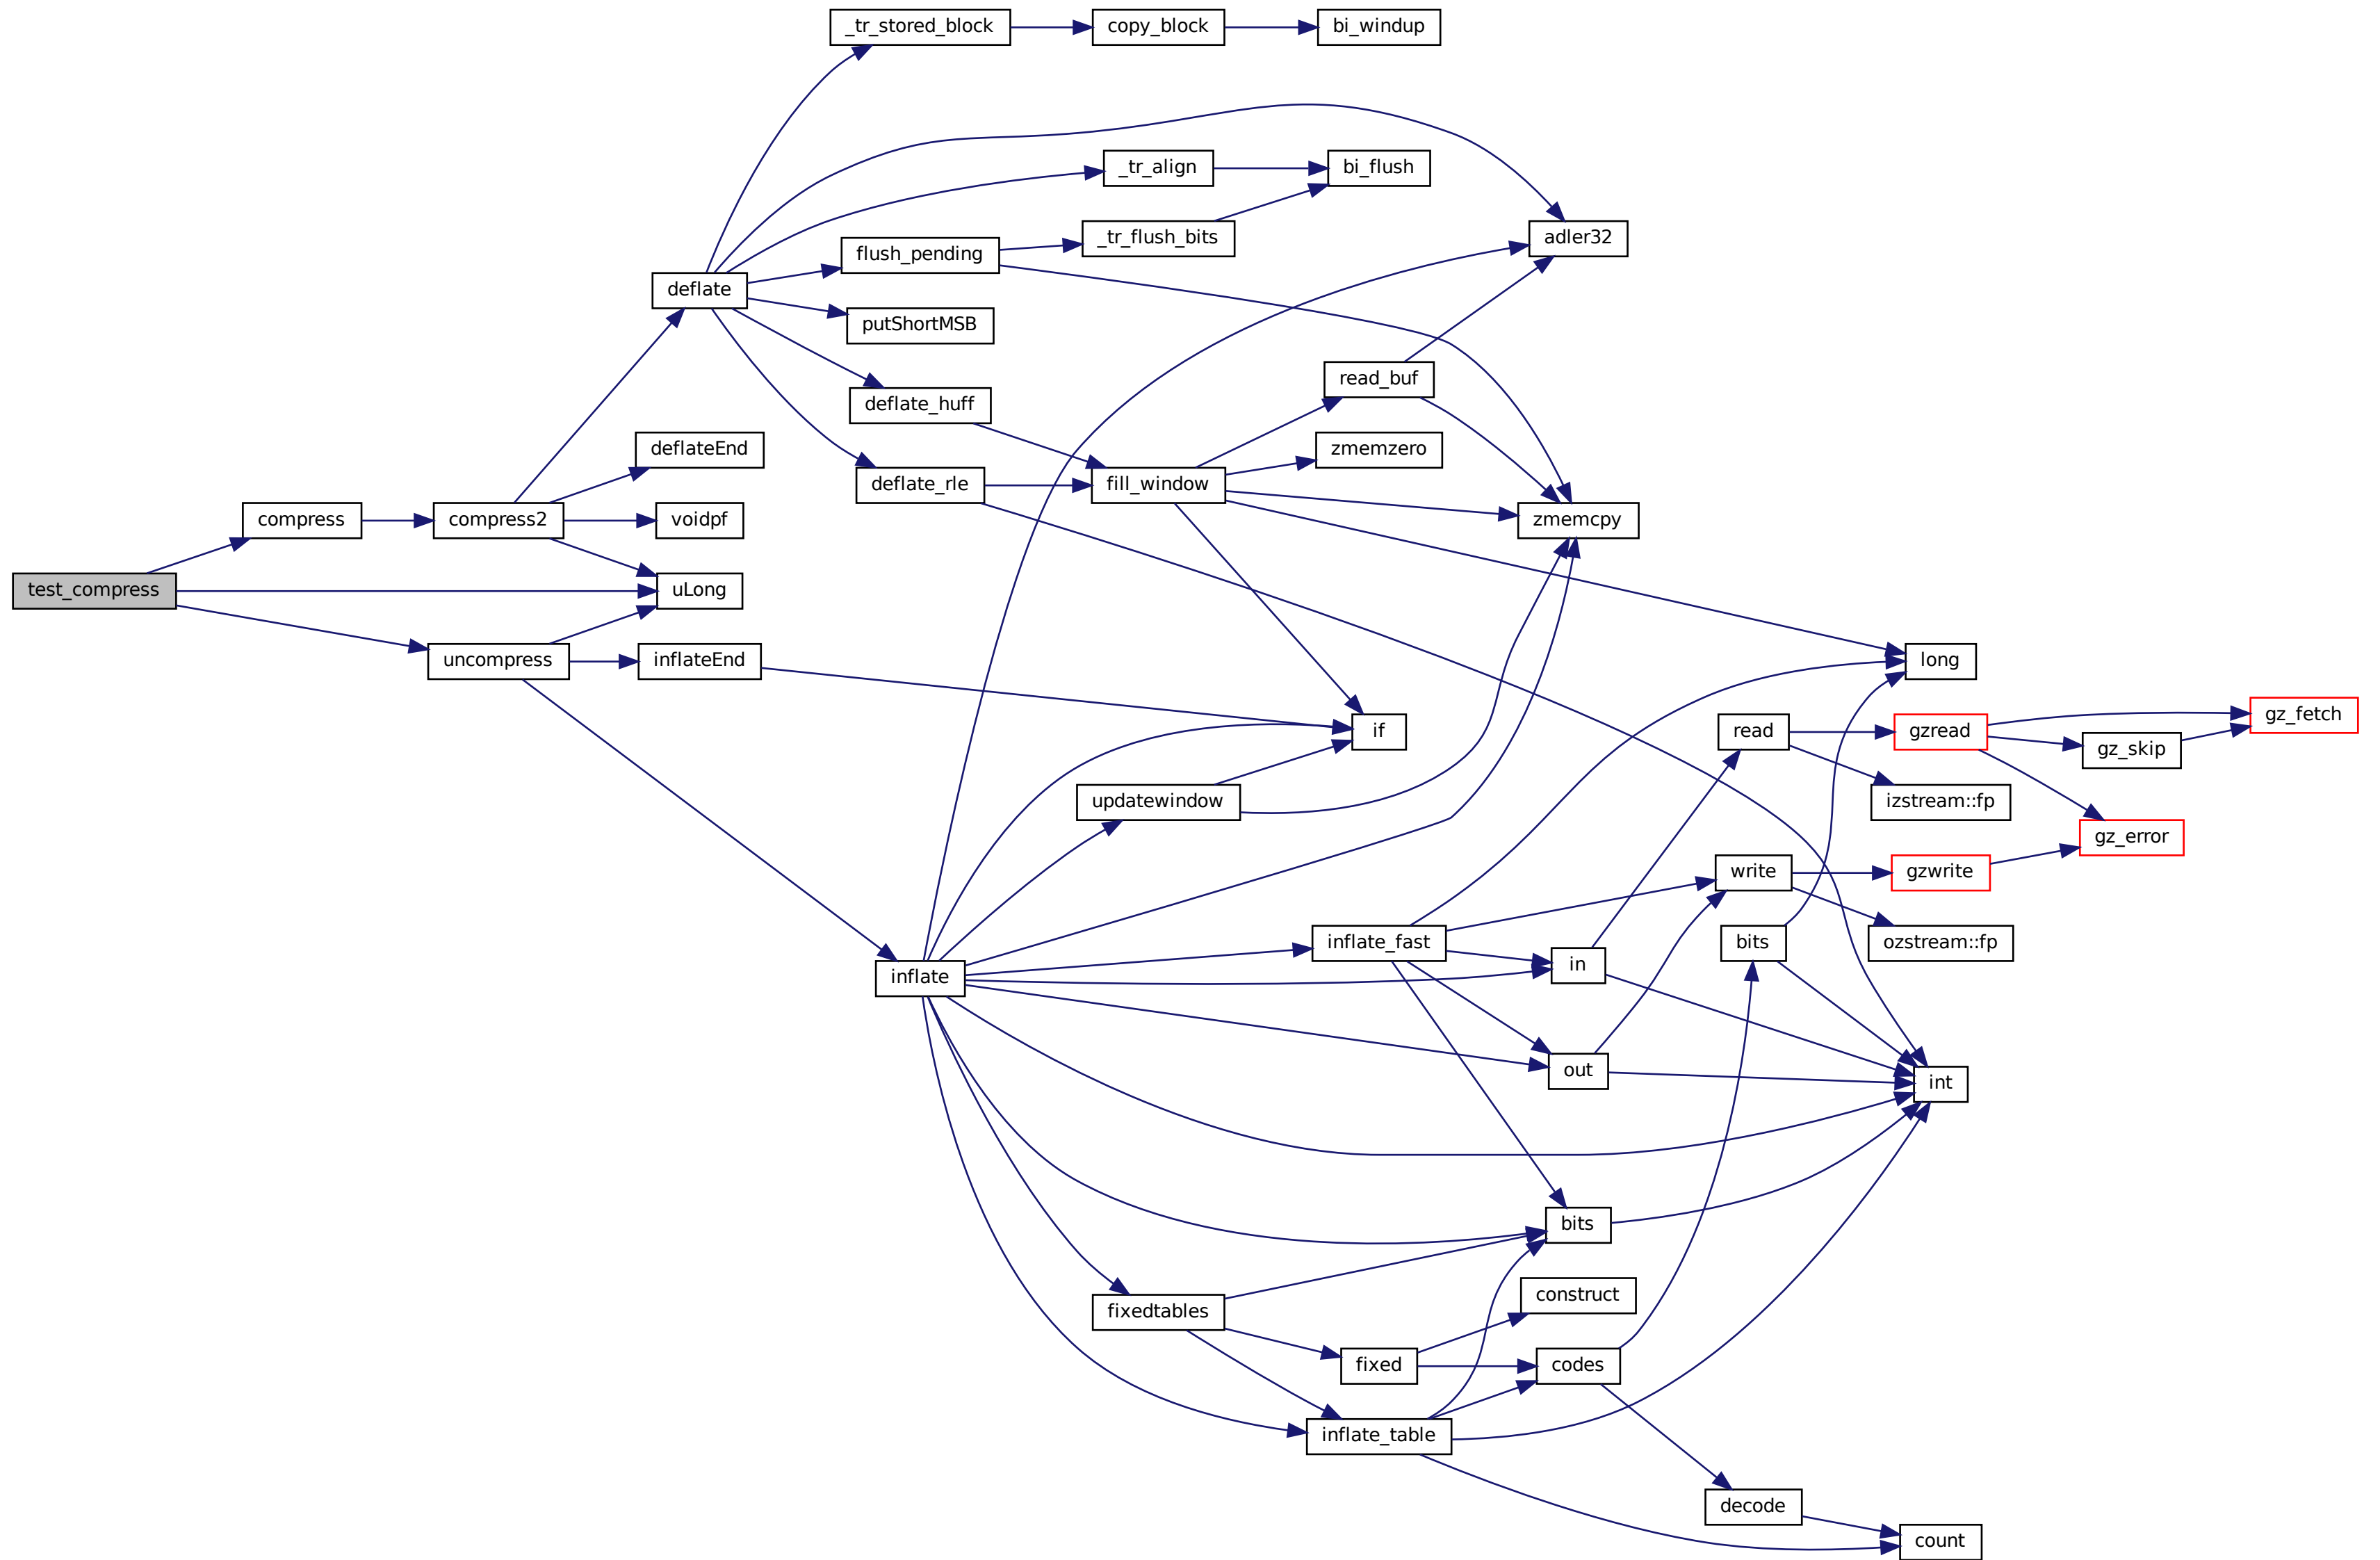 _tr_stored_block
copy_block
bi_windup
_tr_align
bi_flush
_tr_flush_bits
adler32
flush_pending
deflate
putShortMSB
read_buf
deflate_huff
deflateEnd
zmemzero
deflate_rle
fill_window
compress
compress2
voidpf
zmemcpy
test_compress
uLong
uncompress
inflateEnd
long
if
read
gzread
gz_fetch
gz_skip
updatewindow
izstream::fp
gz_error
write
gzwrite
inflate_fast
bits
ozstream::fp
inflate
in
out
int
bits
construct
fixedtables
fixed
codes
inflate_table
decode
count